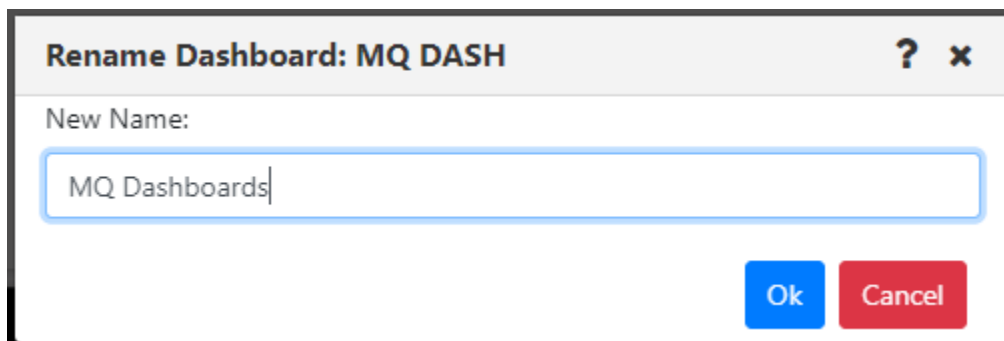 Rename Dashboard: MQ DASH ? ×
New Name:
MQ Dashboards
Ok Cancel